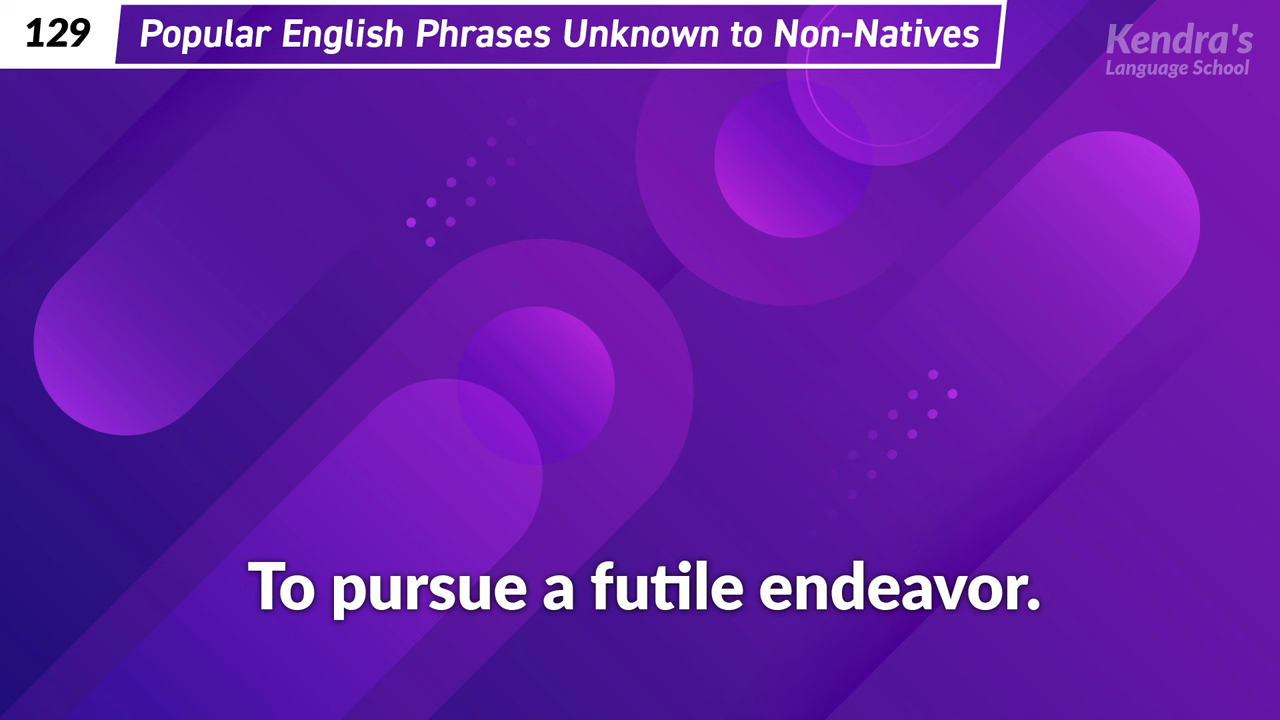 129
Popular English Phrases Unknown to Non-Natives
Kendra's
Language School
To pursue a futile endeavor.